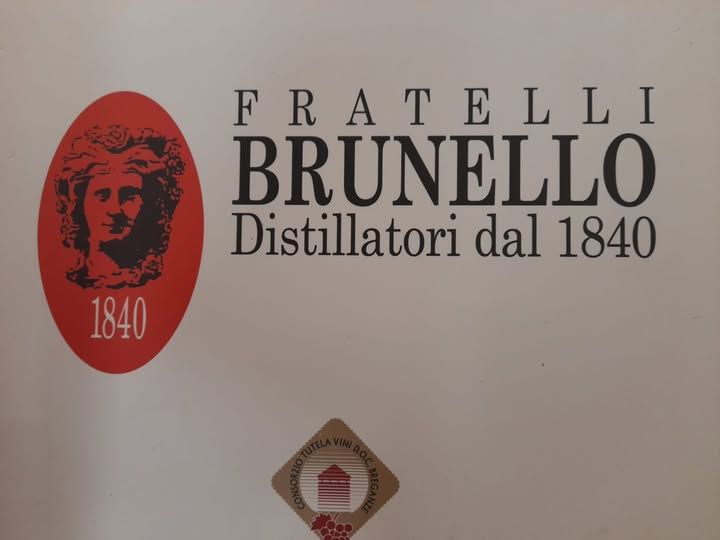 FRATELLI
BRUNELLO
Distillatori dal 1840
1840
CONSORZIO TUTELA VINI D.O.C. BREGANZE